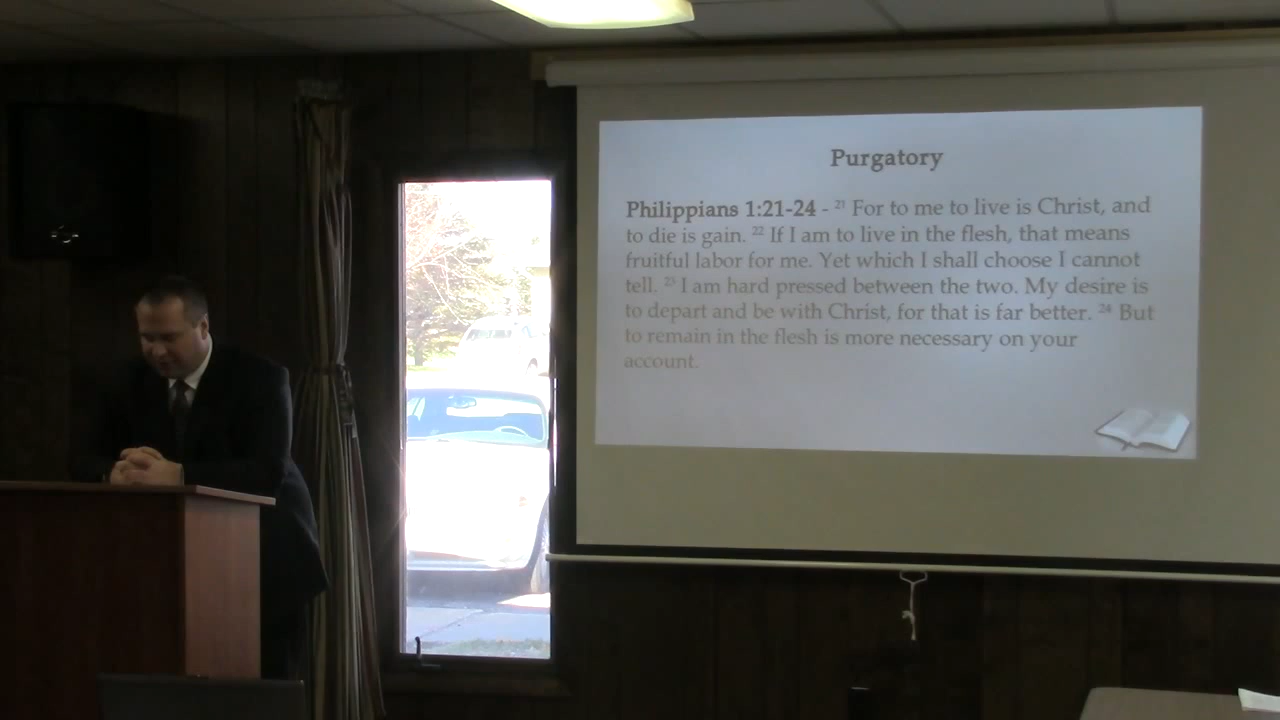 Purgatory
Philippians 1:21-24 - 21 For to me to live is Christ, and
to die is gain. 22 If I am to live in the flesh, that means
fruitful labor for me. Yet which I shall choose I cannot
tell. 23 I am hard pressed between the two. My desire is
to depart and be with Christ, for that is far better. 24 But
to remain in the flesh is more necessary on your
account.